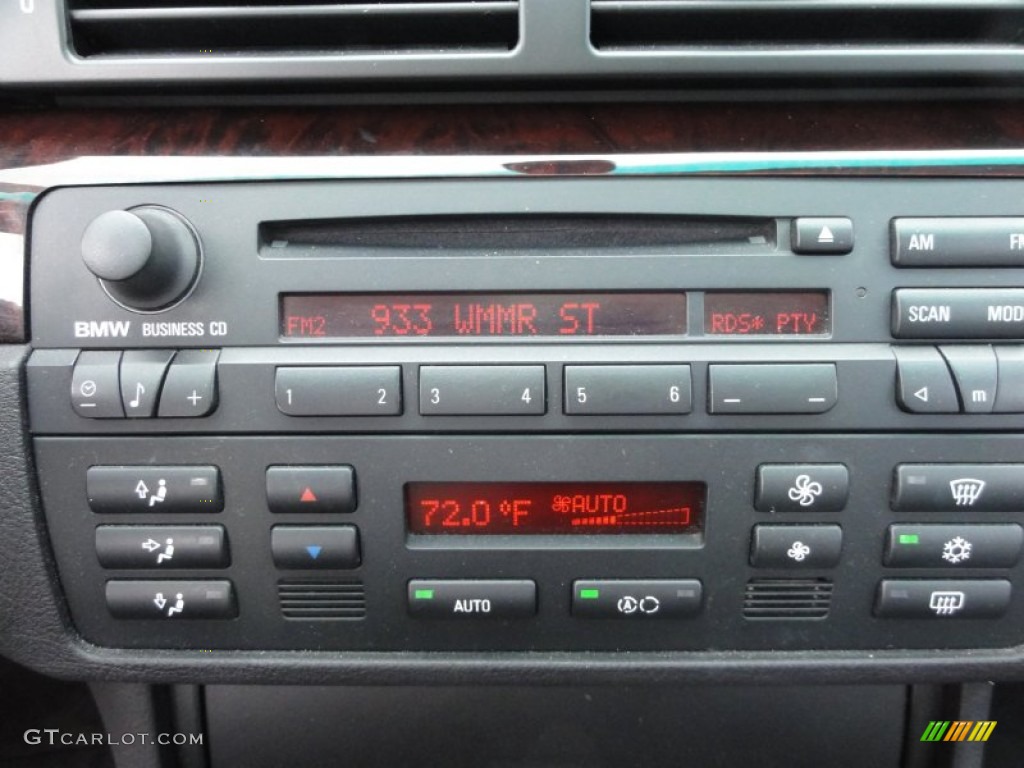 AM
BMW BUSINESS CD
FM2 933 WMMR ST RDS* PTY
SCAN
1 2 3 4 5 6
m
72.0 °F AUTO
AUTO
A
GTCARLOT.COM